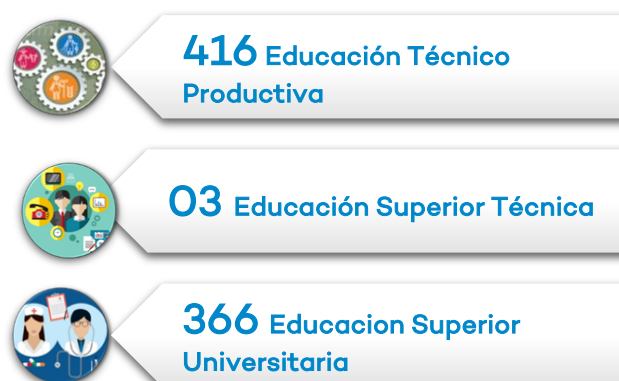 416 Educación Técnico
Productiva
03 Educación Superior Técnica
366 Educacion Superior
Universitaria